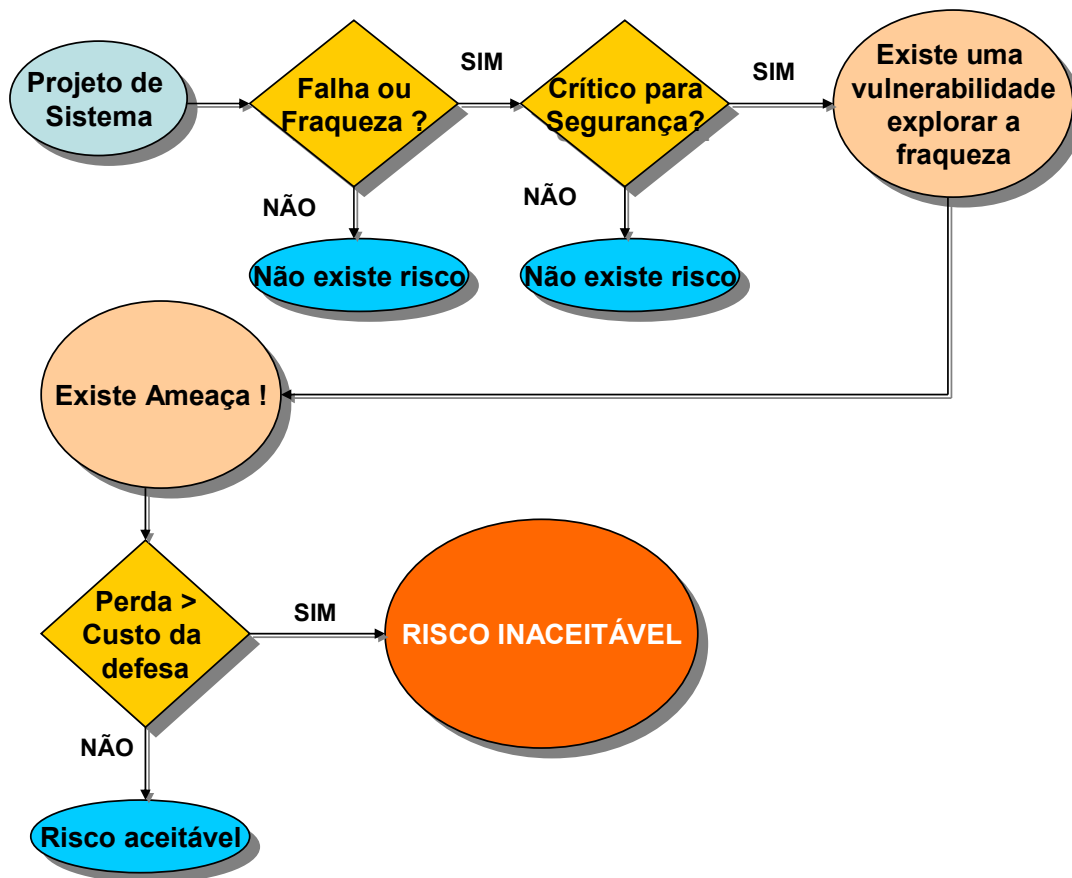 Projeto de
Sistema
Falha ou
Fraqueza ?
SIM
Crítico para
Segurança?
SIM
Existe uma
vulnerabilidade
explorar a
fraqueza
NÃO
Não existe risco
NÃO
Não existe risco
Existe Ameaça !
Perda >
Custo da
defesa
SIM
RISCO INACEITÁVEL
NÃO
Risco aceitável